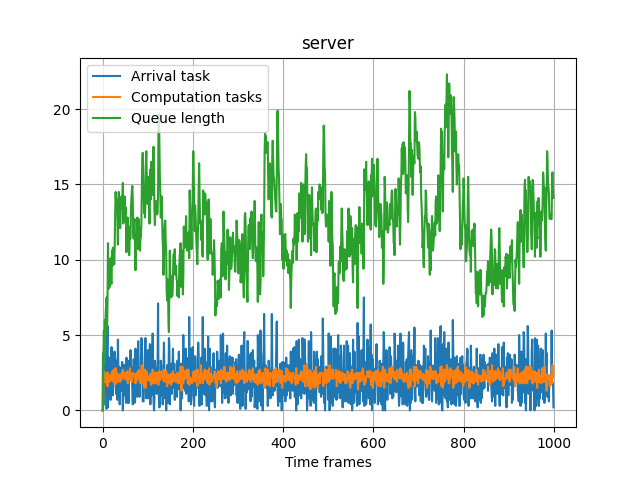 server
Arrival task
Computation tasks
Queue length
20
15
10
5
0
0 200 400 600 800 1000
Time frames